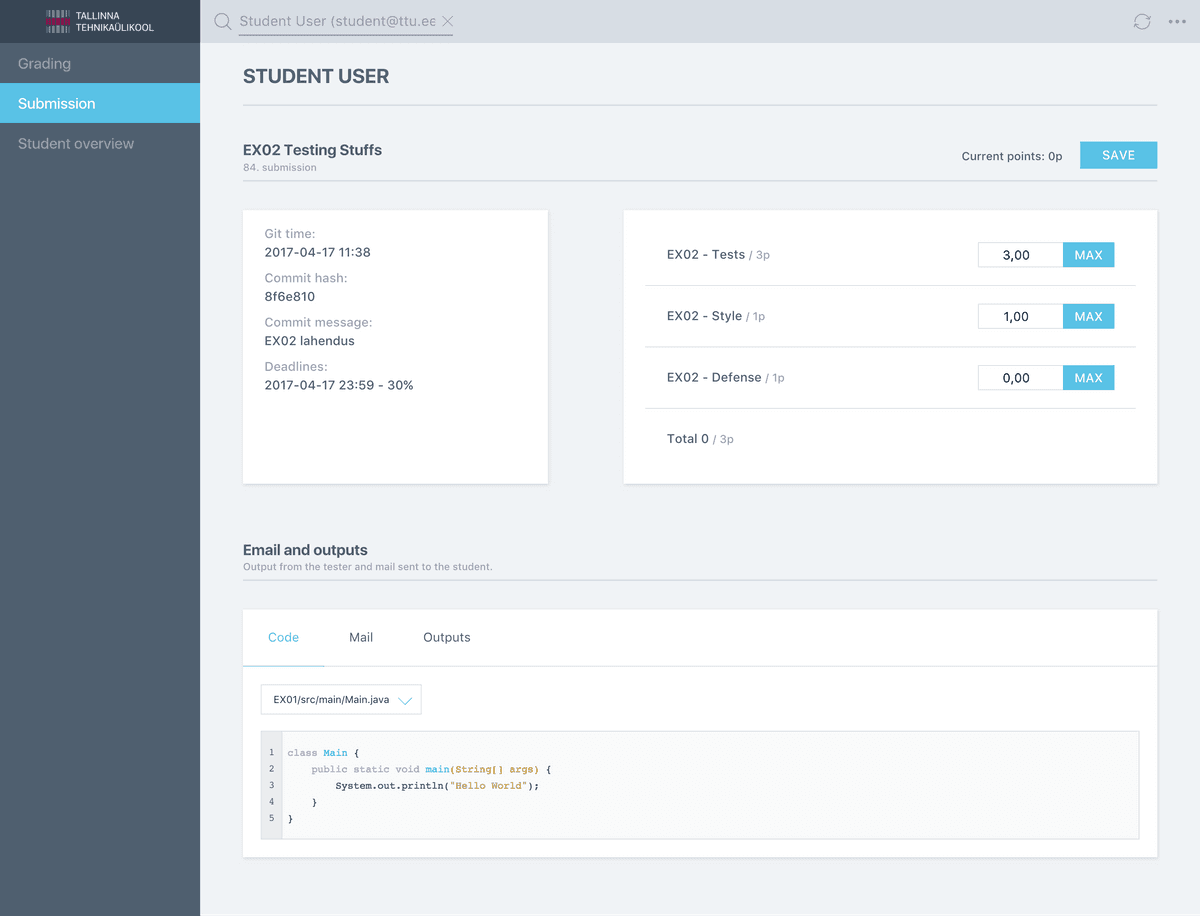 TALLINNA
TEHNIKAÜLIKOOL
Student User (student@ttu.ee
Grading
Submission
Student overview
STUDENT USER
EX02 Testing Stuffs
84. submission
Current points: 0p
SAVE
Git time:
2017-04-17 11:38
Commit hash:
8f6e810
Commit message:
EX02 lahendus
Deadlines:
2017-04-17 23:59 - 30%
EX02 - Tests / 3p 3,00 MAX
EX02 - Style / 1p 1,00 MAX
EX02 - Defense / 1p 0,00 MAX
Total 0 / 3p
Email and outputs
Output from the tester and mail sent to the student.
Code Mail Outputs
EX01/src/main/Main.java
1 class Main {
2     public static void main(String[] args) {
3         System.out.println("Hello World");
4     }
5 }